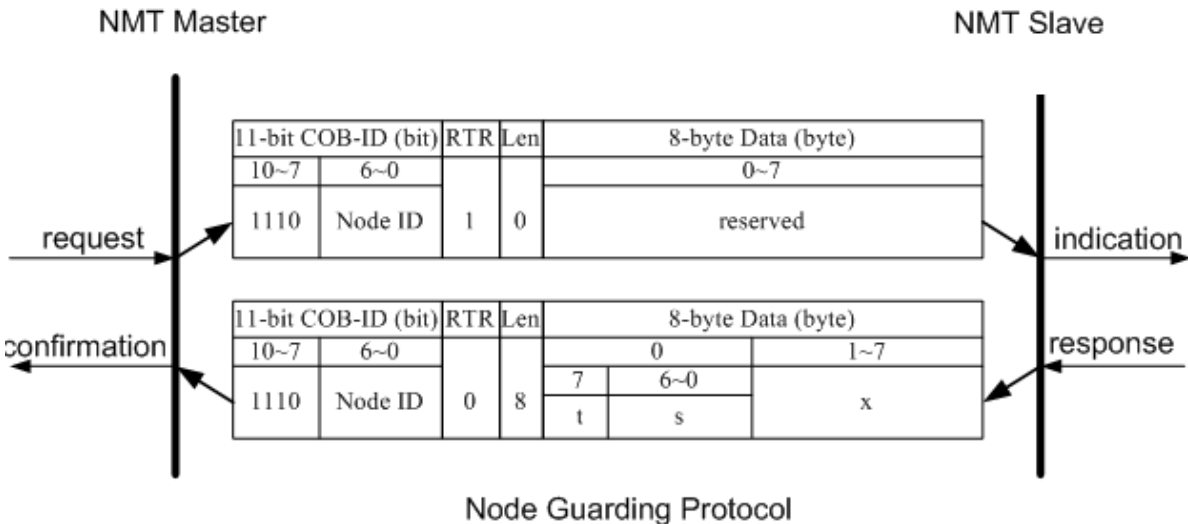 NMT Master
NMT Slave
11-bit COB-ID (bit) RTR Len 8-byte Data (byte)
10~7 6~0 0~7
1110 Node ID 1 0 reserved
request
indication
11-bit COB-ID (bit) RTR Len 8-byte Data (byte)
confirmation
response
10~7 6~0 0 1~7
7 6~0
1110 Node ID 0 8 t s x
Node Guarding Protocol